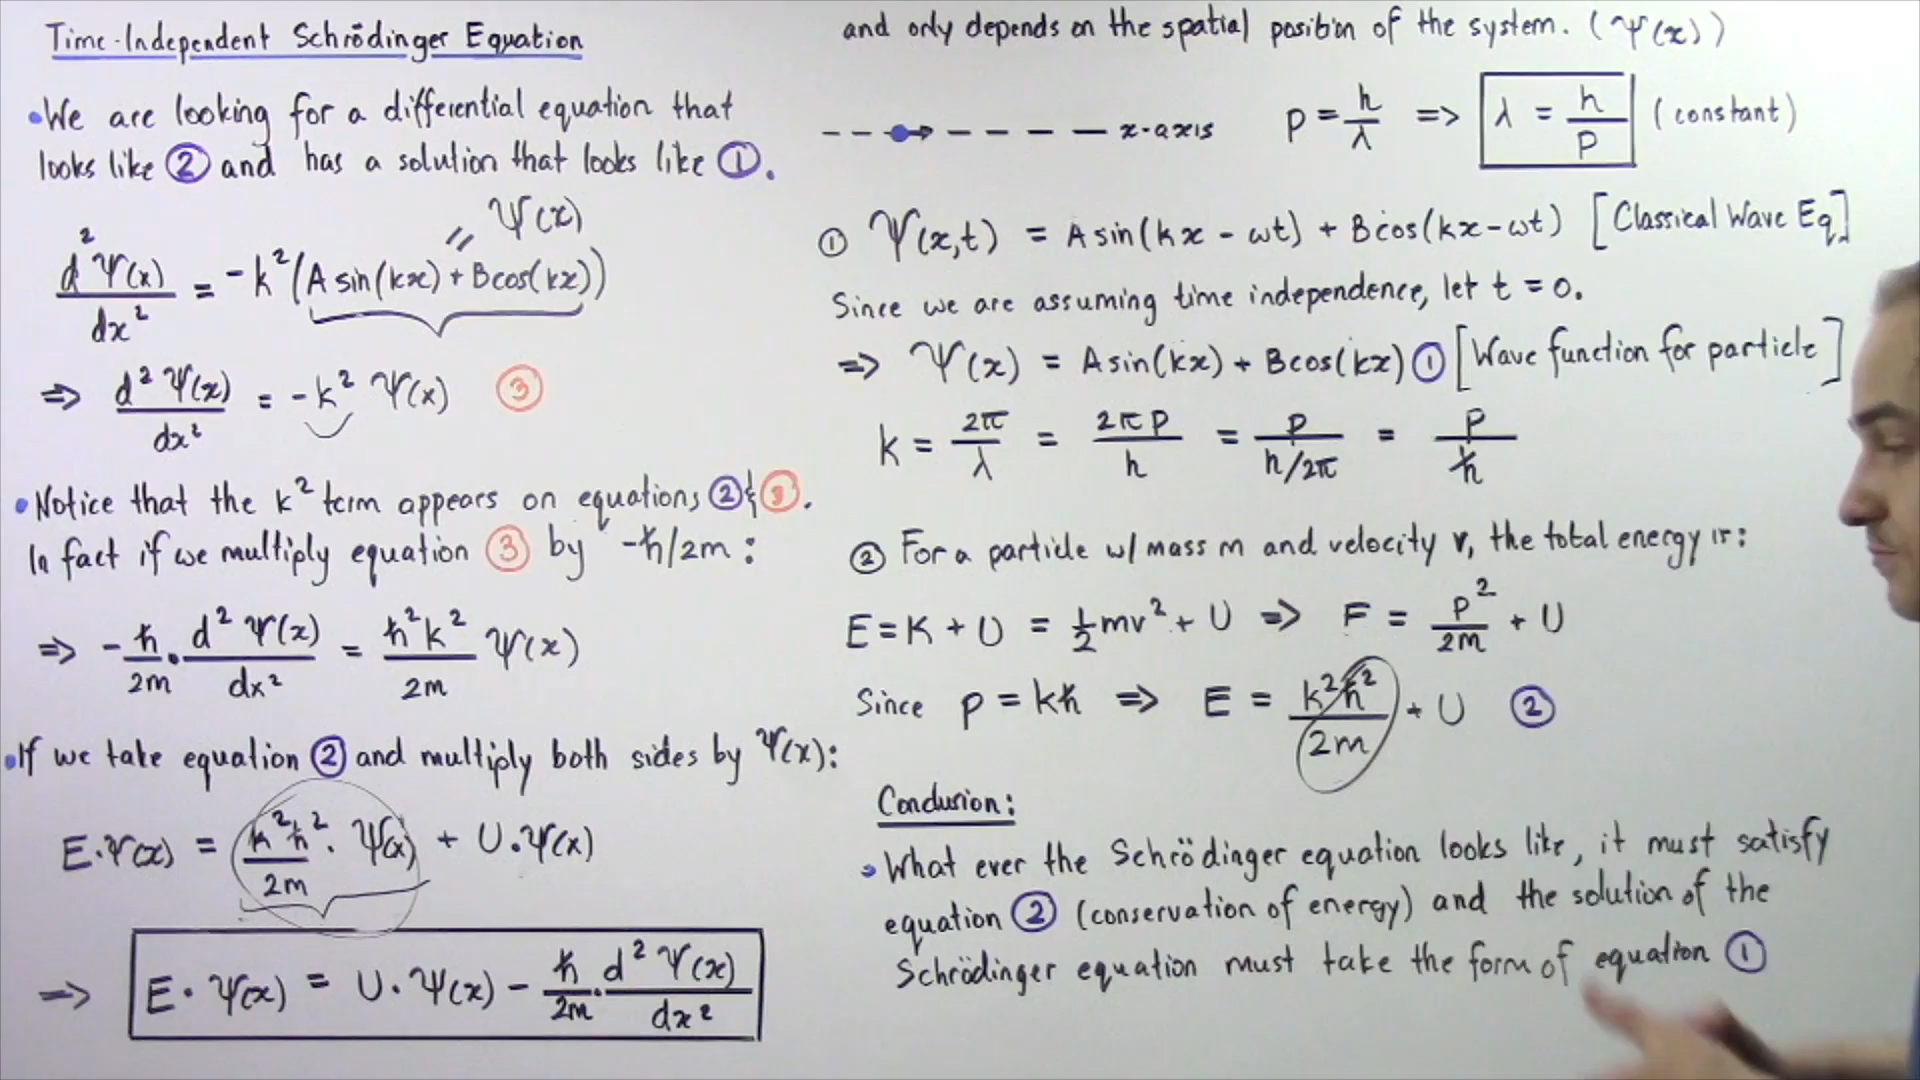 Time-Independent Schrödinger Equation
• We are looking for a differential equation that
looks like ② and has a solution that looks like ①.
= Ψ(x)
d²Ψ(x)/dx² = -k²(A sin(kx) + B cos(kx))
=> d²Ψ(x)/dx² = -k² Ψ(x) ③
• Notice that the k² term appears on equations ② & ③.
In fact if we multiply equation ③ by -ħ/2m :
=> -ħ/2m · d²Ψ(x)/dx² = ħ²k²/2m Ψ(x)
• If we take equation ② and multiply both sides by Ψ(x):
E·Ψ(x) = k²ħ²/2m · Ψ(x) + U·Ψ(x)
=> E·Ψ(x) = U·Ψ(x) - ħ/2m · d²Ψ(x)/dx²
and only depends on the spatial position of the system. (Ψ(x))
x-axis p = h/λ => λ = h/p (constant)
① Ψ(x,t) = A sin(kx - ωt) + B cos(kx - ωt) [Classical Wave Eq]
Since we are assuming time independence, let t = 0.
=> Ψ(x) = A sin(kx) + B cos(kx) ① [Wave function for particle]
k = 2π/λ = 2πp/h = p/h/2π = p/ħ
② For a particle w/ mass m and velocity v, the total energy is:
E = K + U = ½mv² + U => E = p²/2m + U
Since p = kħ => E = k²ħ²/2m + U ②
Conclusion:
• What ever the Schrödinger equation looks like, it must satisfy
equation ② (conservation of energy) and the solution of the
Schrödinger equation must take the form of equation ①